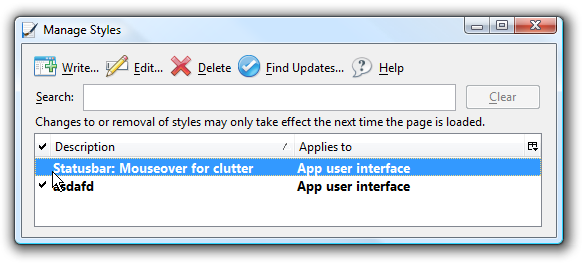 Manage Styles
Write... Edit... Delete Find Updates... Help
Search: Clear
Changes to or removal of styles may only take effect the next time the page is loaded.
Description Applies to
Statusbar: Mouseover for clutter App user interface
asdafd App user interface